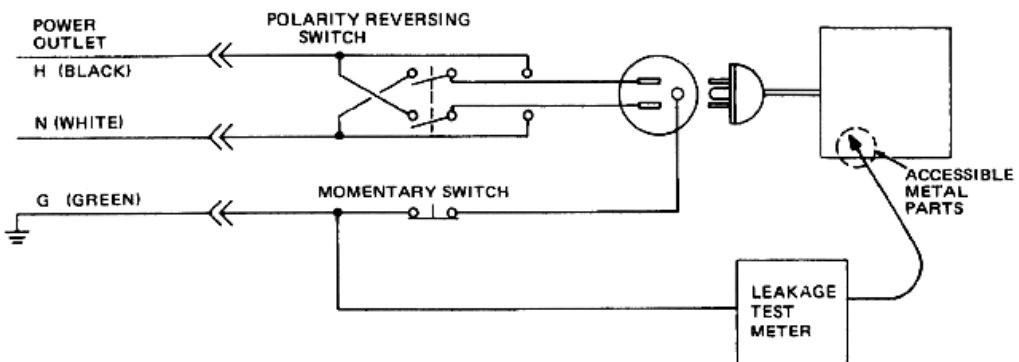 POWER
OUTLET
POLARITY REVERSING
SWITCH
H (BLACK)
N (WHITE)
G (GREEN)
MOMENTARY SWITCH
ACCESSIBLE
METAL
PARTS
LEAKAGE
TEST
METER